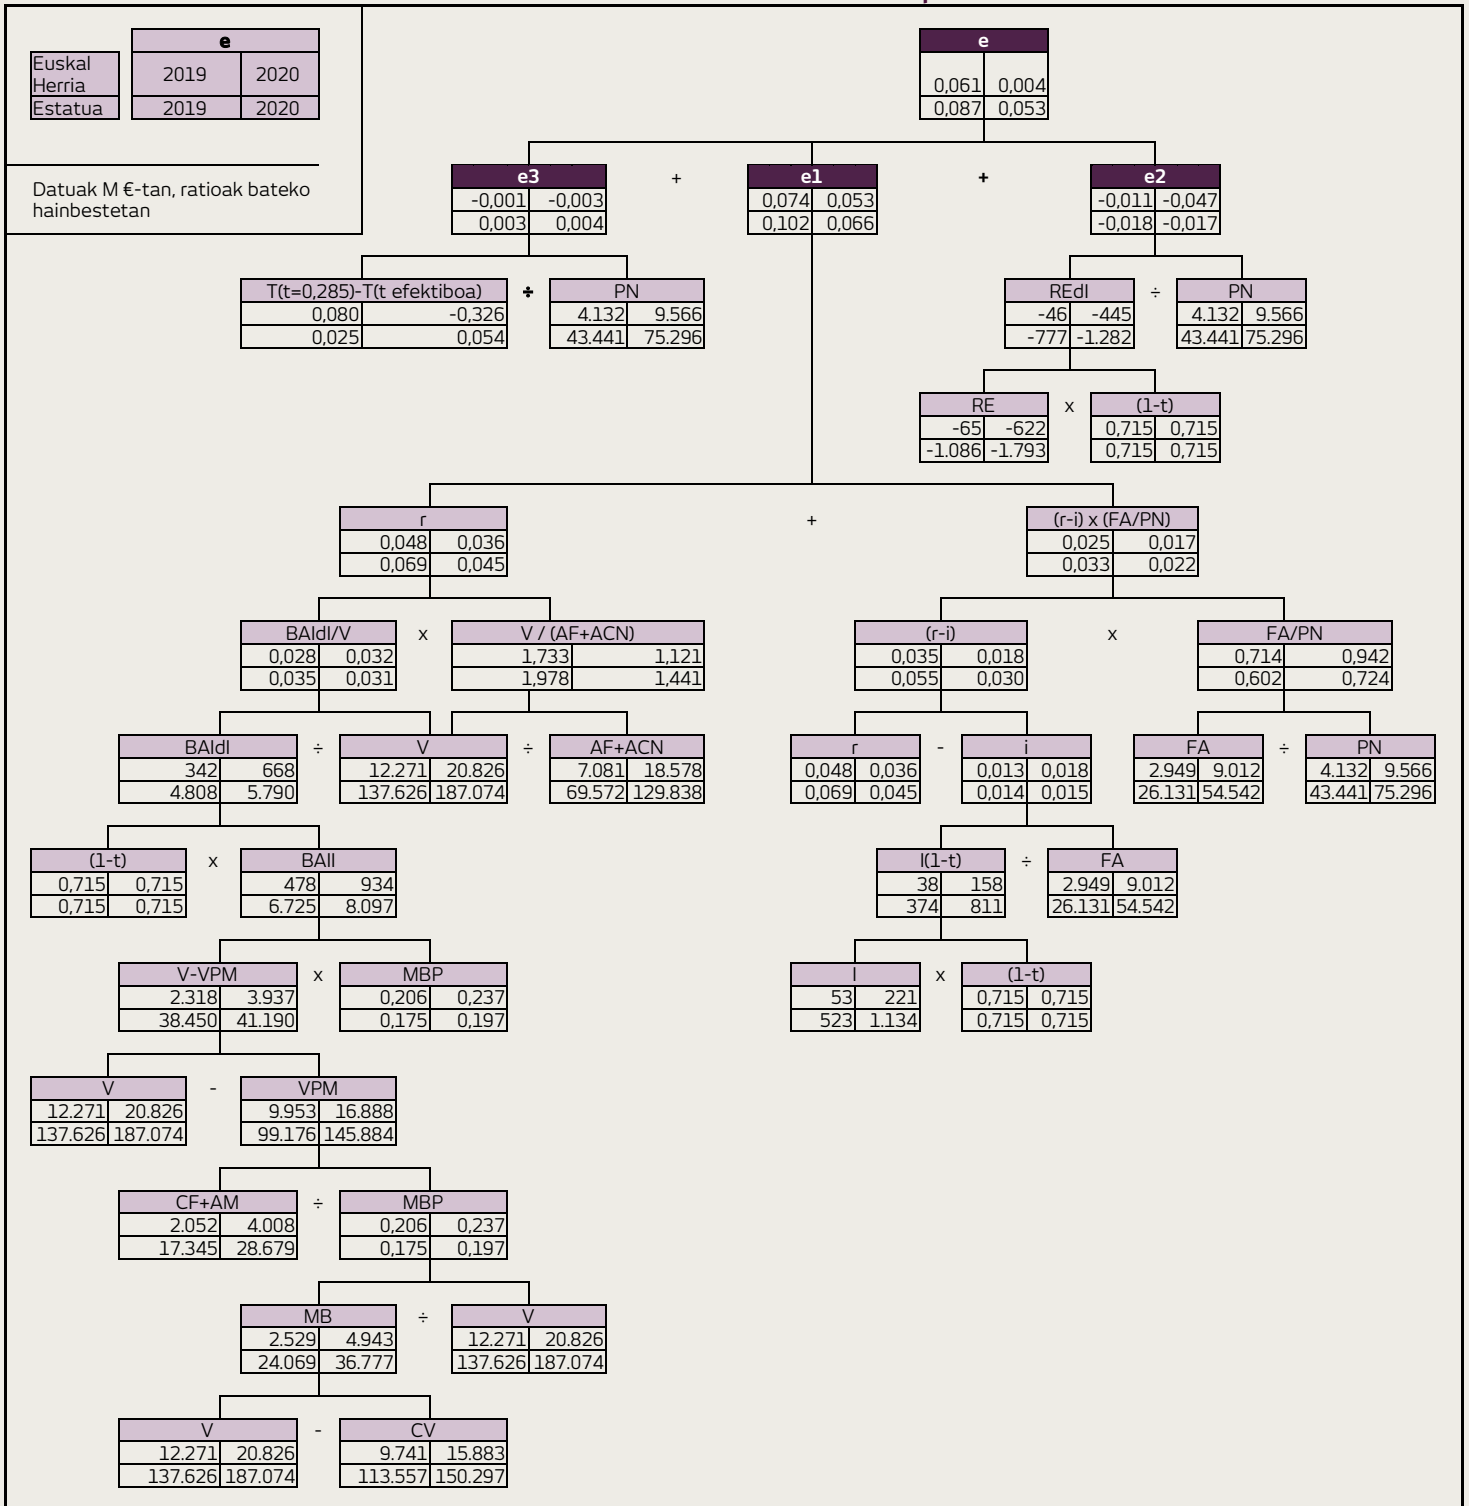 e
Euskal
Herria
2019 2020
Estatua 2019 2020
Datuak M €-tan, ratioak bateko
hainbestetan
e
0,061 0,004
0,087 0,053
e3 + e1 + e2
-0,001 -0,003 0,074 0,053 -0,011 -0,047
0,003 0,004 0,102 0,066 -0,018 -0,017
T(t=0,285)-T(t efektiboa) ÷ PN REdI ÷ PN
0,080 -0,326 4.132 9.566 -46 -445 4.132 9.566
0,025 0,054 43.441 75.296 -777 -1.282 43.441 75.296
RE x (1-t)
-65 -622 0,715 0,715
-1.086 -1.793 0,715 0,715
r + (r-i) x (FA/PN)
0,048 0,036 0,025 0,017
0,069 0,045 0,033 0,022
BAIdI/V x V / (AF+ACN) (r-i) x FA/PN
0,028 0,032 1,733 1,121 0,035 0,018 0,714 0,942
0,035 0,031 1,978 1,441 0,055 0,030 0,602 0,724
BAIdI ÷ V ÷ AF+ACN r - i FA ÷ PN
342 668 12.271 20.826 7.081 18.578 0,048 0,036 0,013 0,018 2.949 9.012 4.132 9.566
4.808 5.790 137.626 187.074 69.572 129.838 0,069 0,045 0,014 0,015 26.131 54.542 43.441 75.296
(1-t) x BAII I(1-t) ÷ FA
0,715 0,715 478 934 38 158 2.949 9.012
0,715 0,715 6.725 8.097 374 811 26.131 54.542
V-VPM x MBP I x (1-t)
2.318 3.937 0,206 0,237 53 221 0,715 0,715
38.450 41.190 0,175 0,197 523 1.134 0,715 0,715
V - VPM
12.271 20.826 9.953 16.888
137.626 187.074 99.176 145.884
CF+AM ÷ MBP
2.052 4.008 0,206 0,237
17.345 28.679 0,175 0,197
MB ÷ V
2.529 4.943 12.271 20.826
24.069 36.777 137.626 187.074
V - CV
12.271 20.826 9.741 15.883
137.626 187.074 113.557 150.297